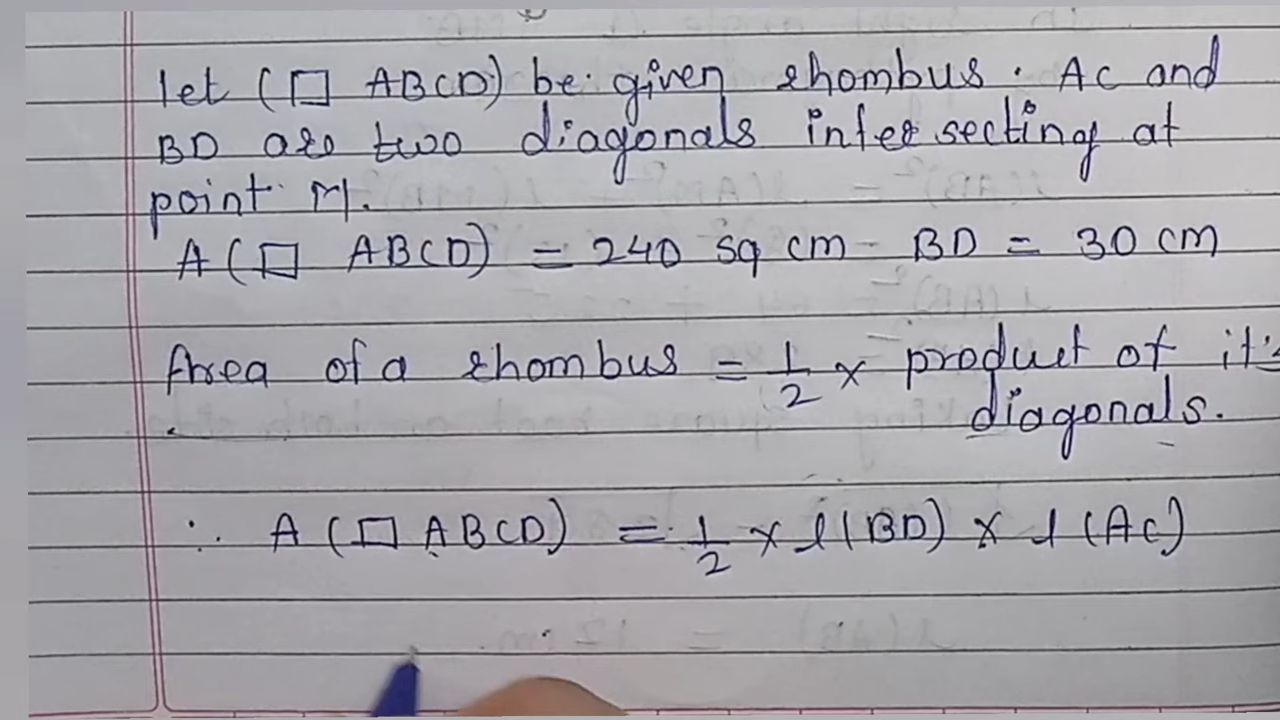 let (□ ABCD) be given rhombus. AC and
BD are two diagonals intersecting at
point M.
A (□ ABCD) = 240 sq cm - BD = 30 cm
Area of a rhombus = 1/2 × product of it's
diagonals.
∴ A (□ ABCD) = 1/2 × l(BD) × l(AC)